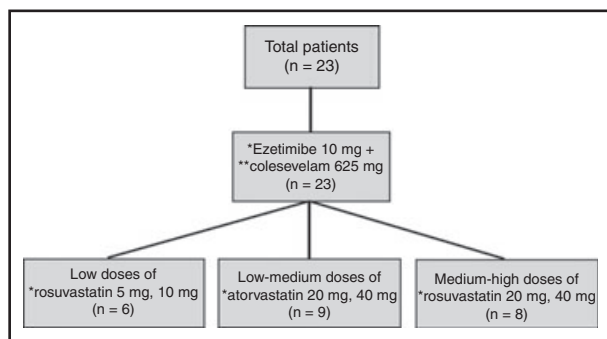 Total patients
(n = 23)
*Ezetimibe 10 mg +
**colesevelam 625 mg
(n = 23)
Low doses of
*rosuvastatin 5 mg, 10 mg
(n = 6)
Low-medium doses of
*atorvastatin 20 mg, 40 mg
(n = 9)
Medium-high doses of
*rosuvastatin 20 mg, 40 mg
(n = 8)